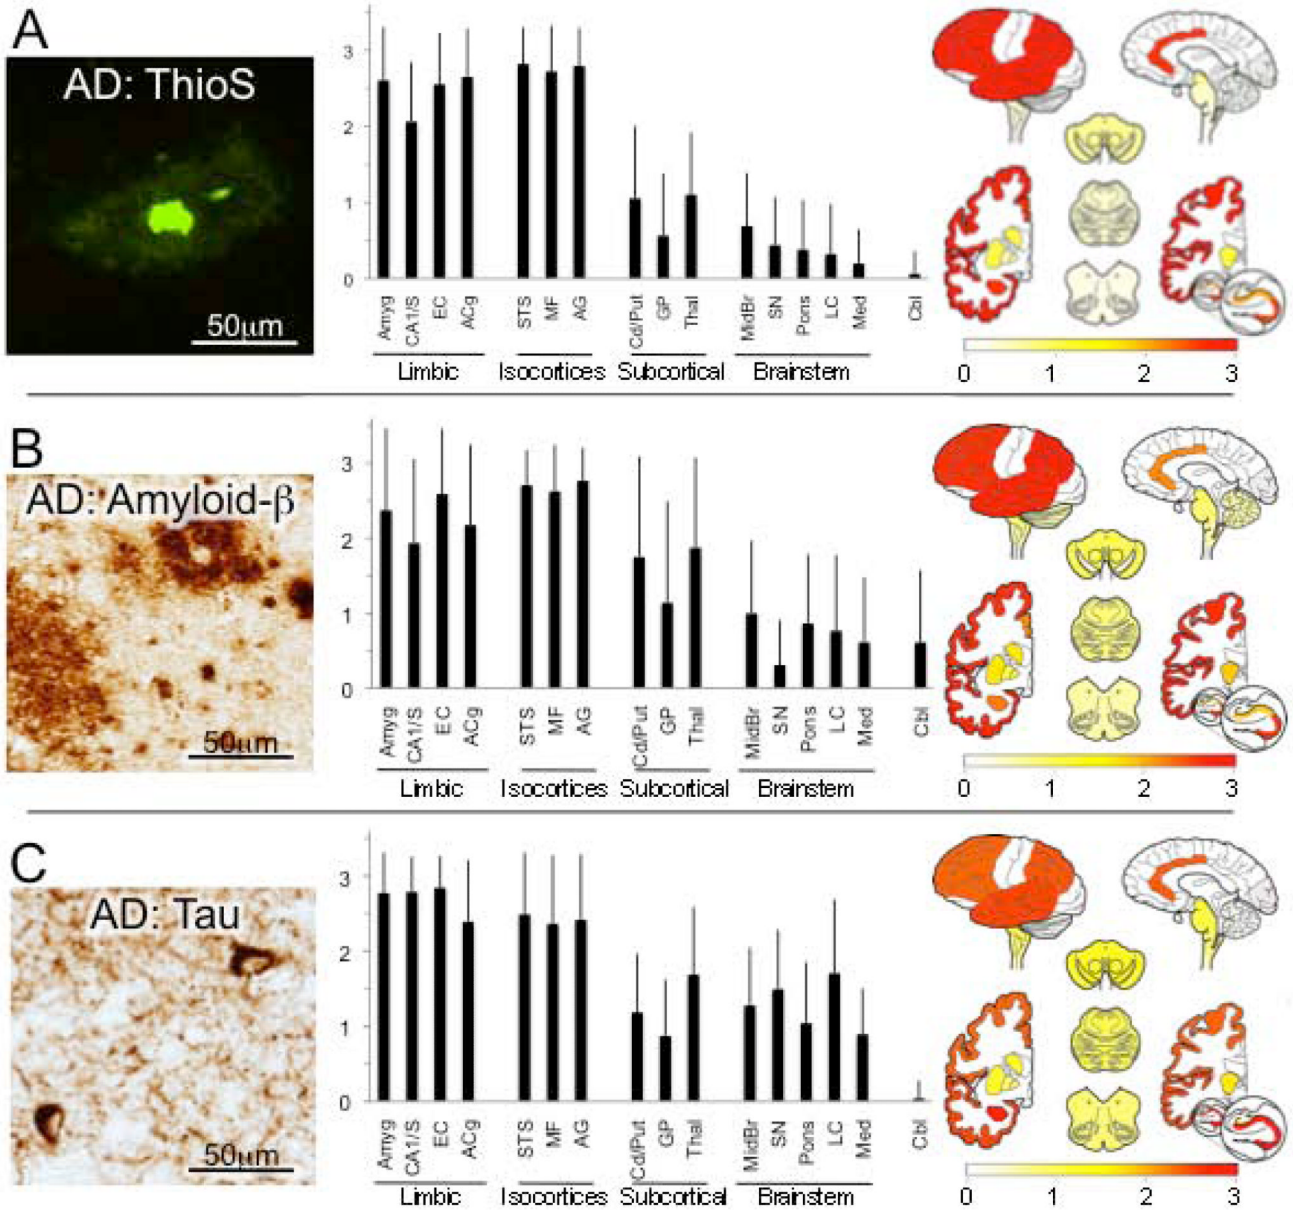 A
AD: ThioS
50μm
3
2
1
0
Amyg
CA1/S
EC
ACg
STS
MF
AG
Cd/Put
GP
Thal
MidBr
SN
Pons
LC
Med
Cbl
Limbic
Isocortices
Subcortical
Brainstem
0 1 2 3
B
AD: Amyloid-β
50μm
3
2
1
0
Amyg
CA1/S
EC
ACg
STS
MF
AG
Cd/Put
GP
Thal
MidBr
SN
Pons
LC
Med
Cbl
Limbic
Isocortices
Subcortical
Brainstem
0 1 2 3
C
AD: Tau
50μm
3
2
1
0
Amyg
CA1/S
EC
ACg
STS
MF
AG
Cd/Put
GP
Thal
MidBr
SN
Pons
LC
Med
Cbl
Limbic
Isocortices
Subcortical
Brainstem
0 1 2 3